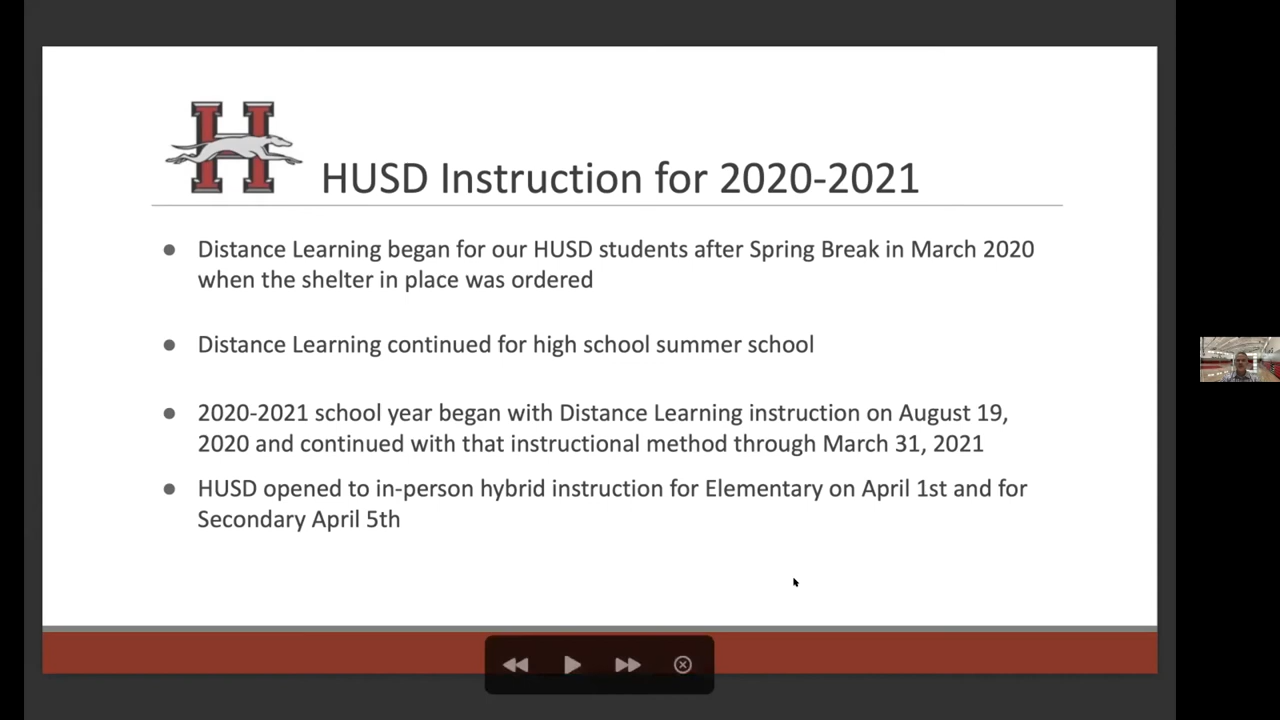 H
HUSD Instruction for 2020-2021
● Distance Learning began for our HUSD students after Spring Break in March 2020
when the shelter in place was ordered
● Distance Learning continued for high school summer school
● 2020-2021 school year began with Distance Learning instruction on August 19,
2020 and continued with that instructional method through March 31, 2021
● HUSD opened to in-person hybrid instruction for Elementary on April 1st and for
Secondary April 5th